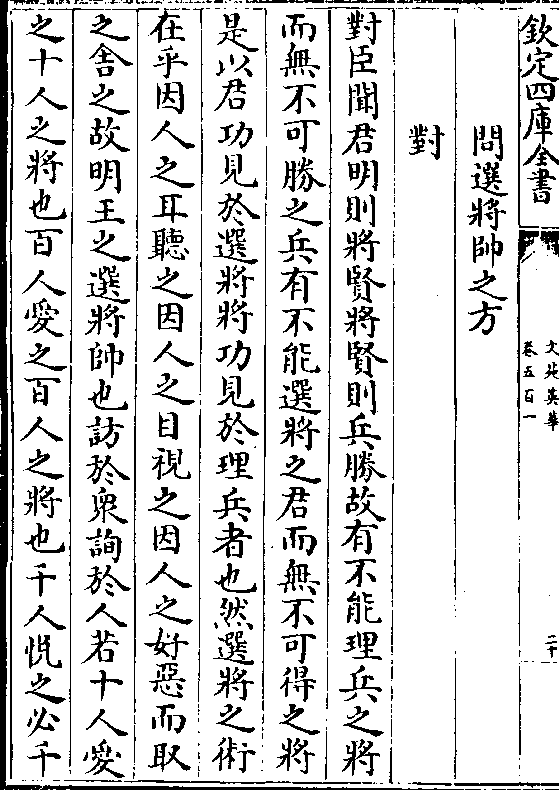 欽定四庫全書
文苑英華
卷五百一
二十
問選將帥之方
對
對臣聞君明則將賢將賢則兵勝故有不能理兵之將
而無不可勝之兵有不能選將之君而無不可得之將
是以君功見於選將將功見於理兵者也然選將之術
在乎因人之耳聽之因人之目視之因人之好惡而取
之舍之故明王之選將帥也訪於衆詢於人若十人愛
之十人之將也百人愛之百人之將也千人悅之必千